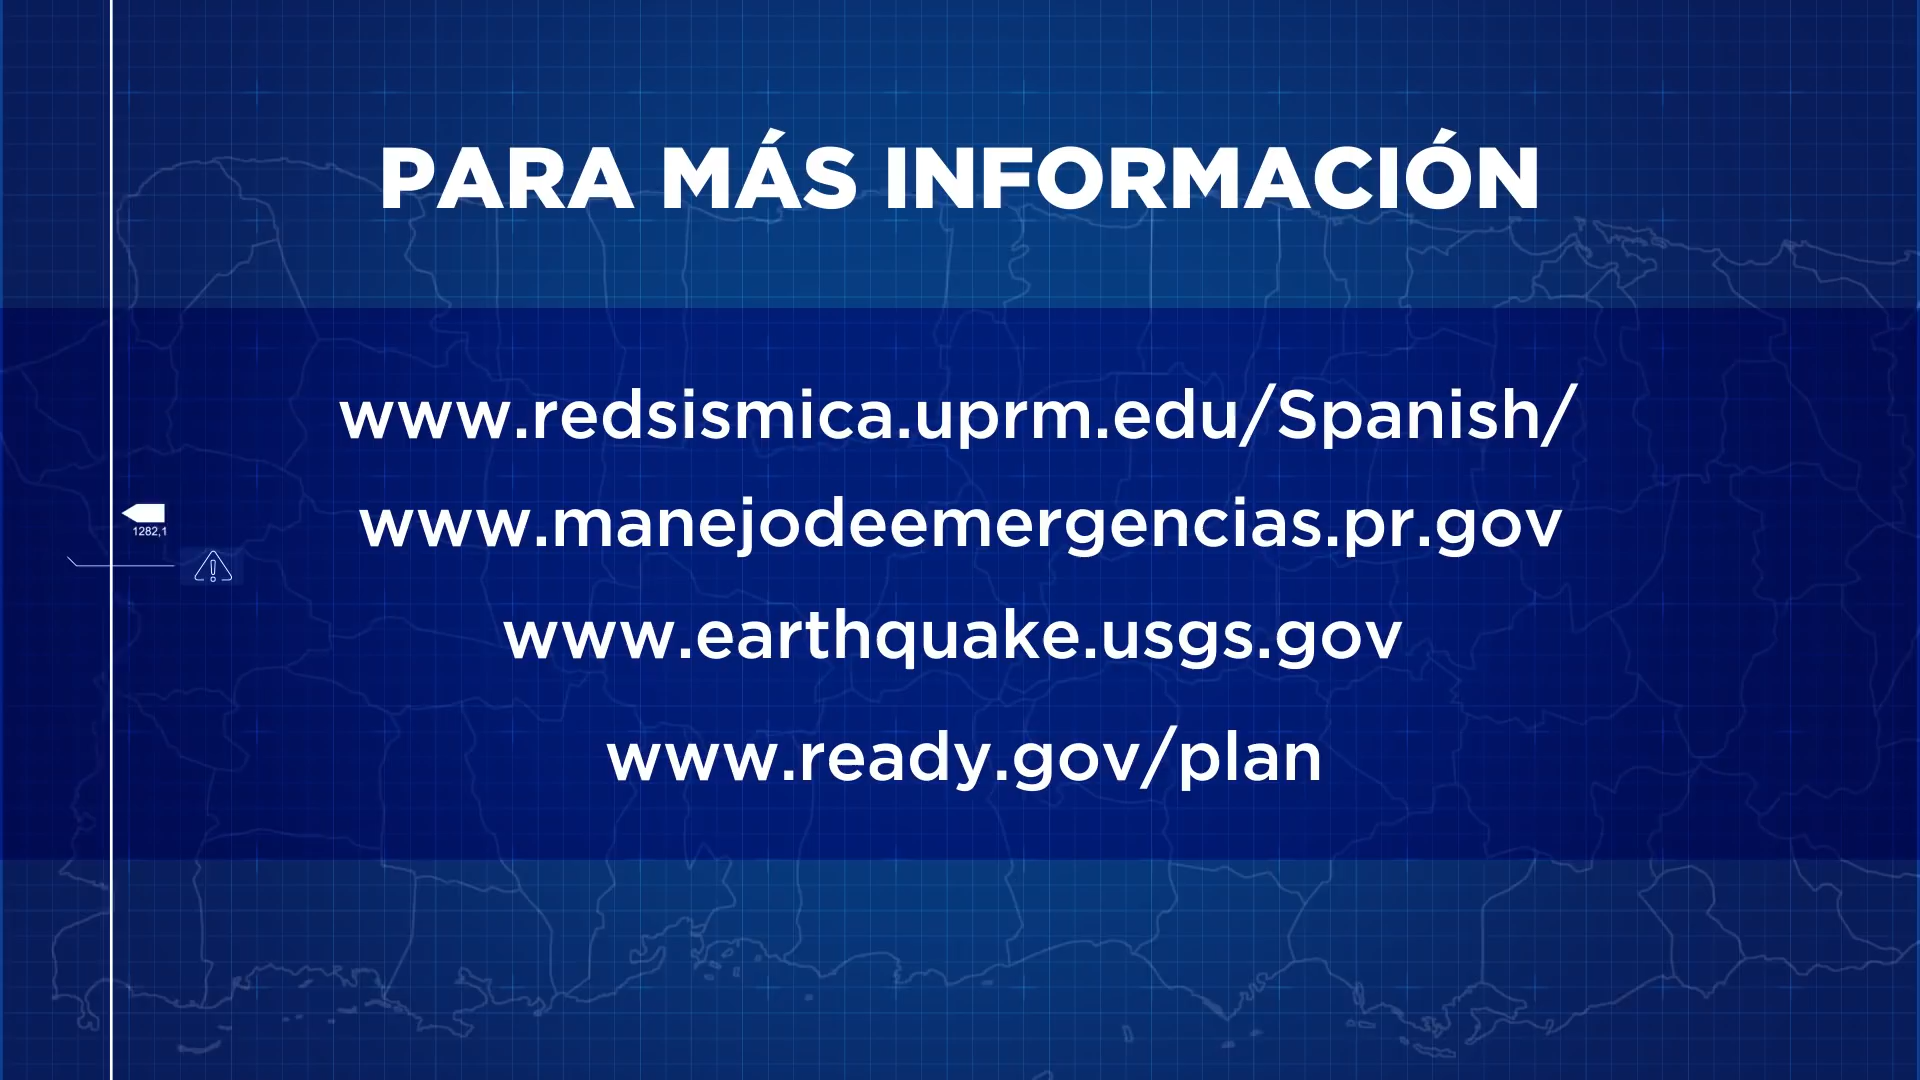 PARA MÁS INFORMACIÓN
www.redsismica.uprm.edu/Spanish/
www.manejodeemergencias.pr.gov
1282,1
www.earthquake.usgs.gov
www.ready.gov/plan